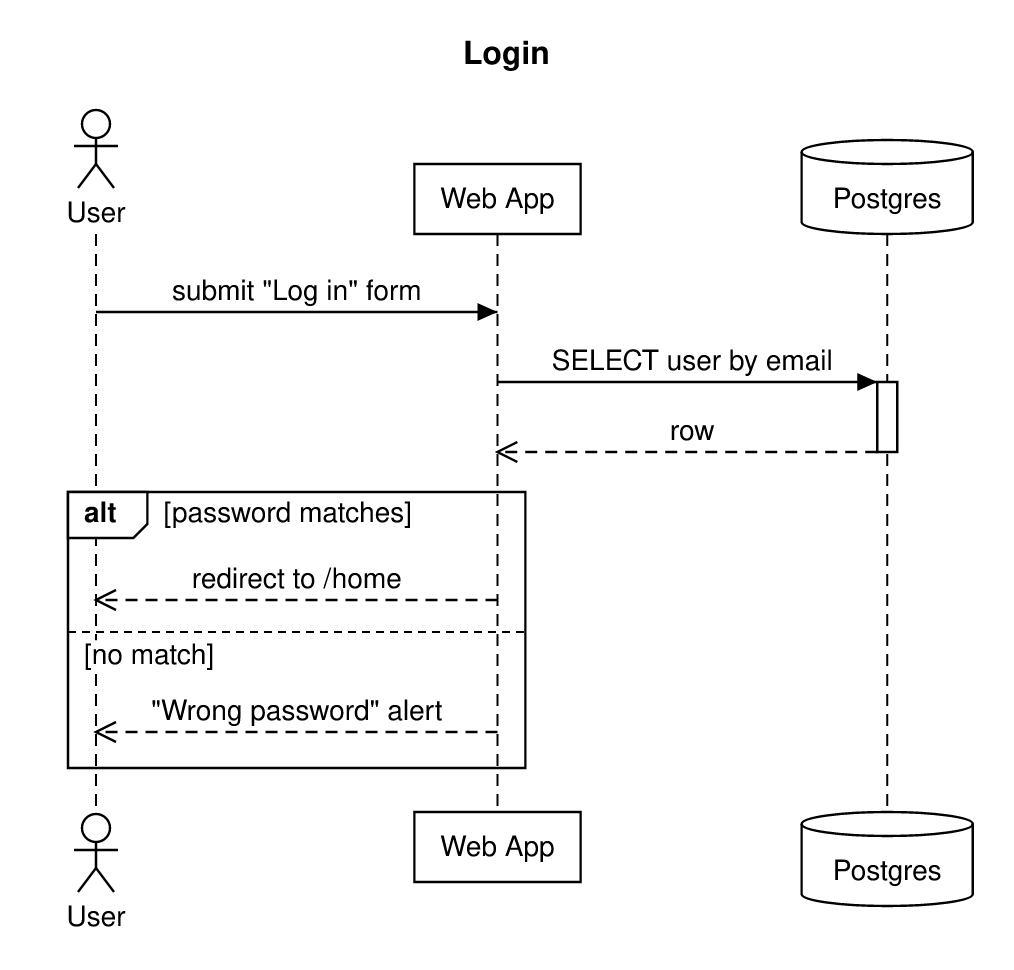 Login
User
Web App
Postgres
submit "Log in" form
SELECT user by email
row
alt [password matches]
redirect to /home
[no match]
"Wrong password" alert
User
Web App
Postgres